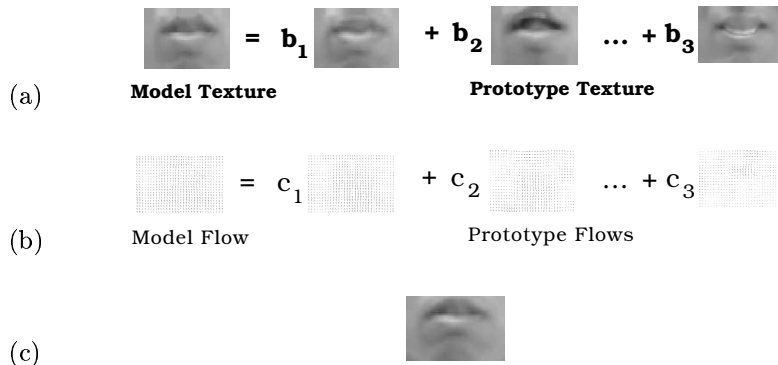 = b1 + b2 ... + b3
(a)
Model Texture Prototype Texture
= c1 + c2 ... + c3
(b)
Model Flow Prototype Flows
(c)